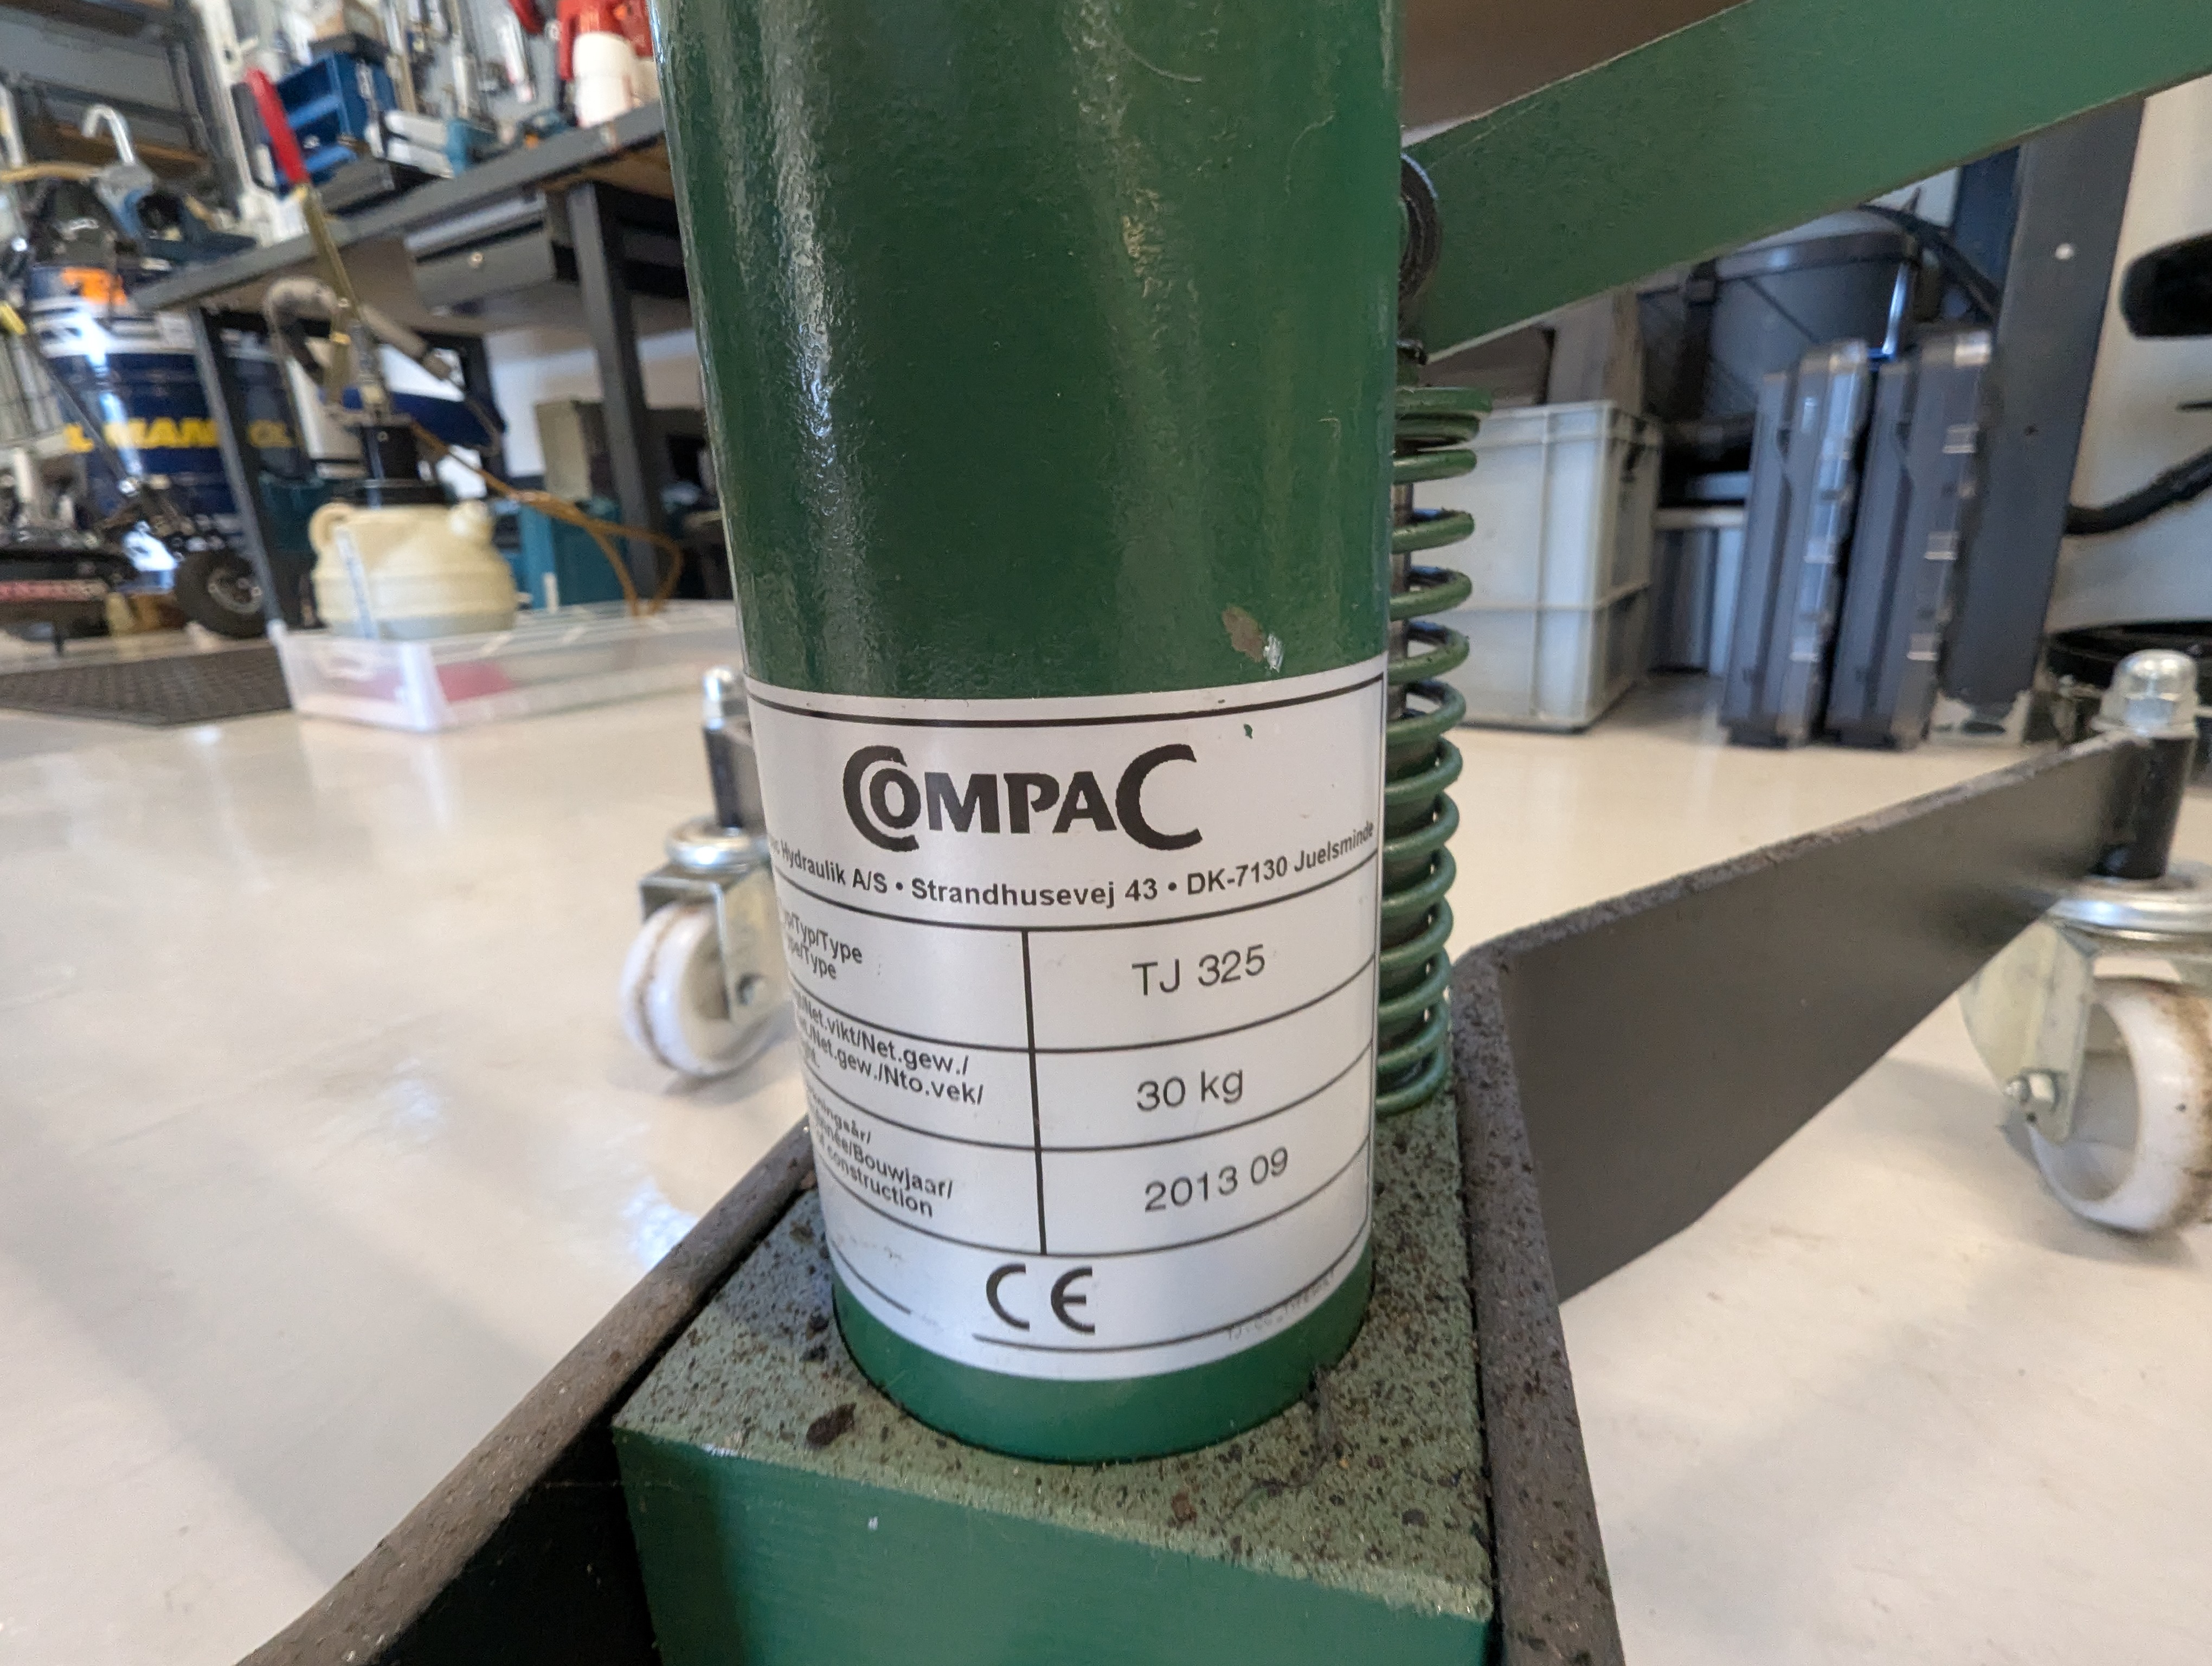 COMPAC
Hydraulik A/S • Strandhusevej 43 • DK-7130 Juelsminde
/Typ/Type
/Type
TJ 325
/Net.vikt/Net.gew./
/Net.gew./Nto.vek/
30 kg
/Bouwjaar/
construction
2013 09
CE